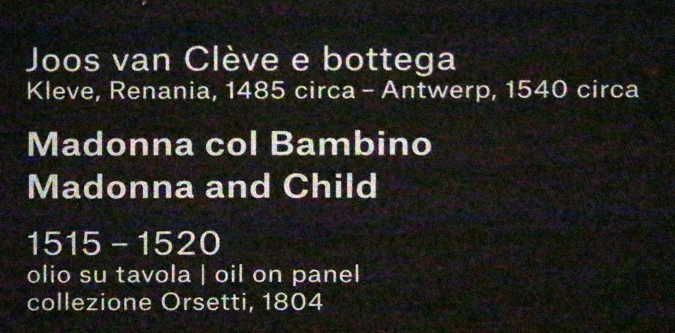 Joos van Clève e bottega
Kleve, Renania, 1485 circa – Antwerp, 1540 circa
Madonna col Bambino
Madonna and Child
1515 – 1520
olio su tavola | oil on panel
collezione Orsetti, 1804